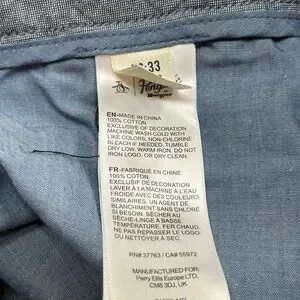 :33
EN-MADE IN CHINA
100% COTTON
EXCLUSIVE OF DECORATION
MACHINE WASH COLD WITH
LIKE COLORS, NON-CHLORINE
BLEACH IF NEEDED, TUMBLE
DRY LOW, WARM IRON, DO NOT
IRON LOGO, OR DRY CLEAN.
FR-FABRIQUÉ EN CHINE
100% COTON
EXCLUSIF DE DÉCORATION
LAVER À LA MACHINE À L'EAU
FROIDE AVEC DES COULEURS
SIMILAIRES. UN AGENT DE
BLANCHIMENT SANS CHLORE
SI BESOIN. SÉCHER AU
SÈCHE-LINGE À BASSE
TEMPÉRATURE. FER CHAUD.
NE PAS REPASSER LE LOGO
OU NETTOYER À SEC.
RN# 37763 / CA# 55972
MANUFACTURED FOR:
Perry Ellis Europe LTD
CM8 3DJ, UK